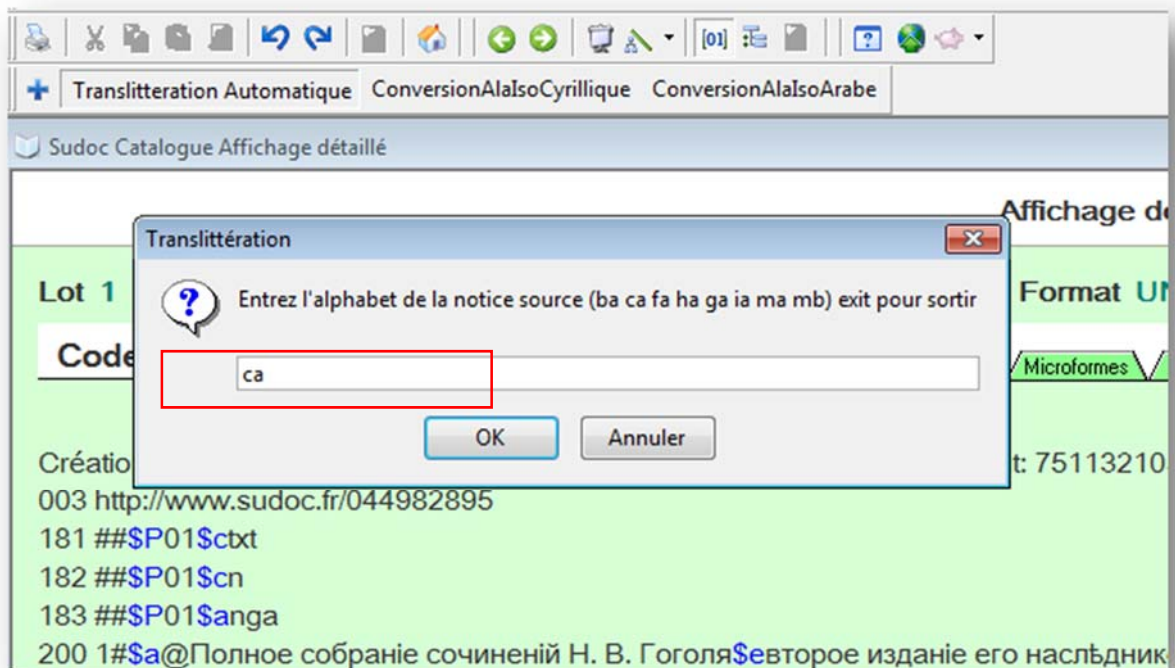 [01]
Translitteration Automatique ConversionAlaIsoCyrillique ConversionAlaIsoArabe
Sudoc Catalogue Affichage détaillé
Affichage
Translittération
Lot 1
Entrez l'alphabet de la notice source (ba ca fa ha ga ia ma mb) exit pour sortir
Format
Code
ca
Microformes
OK Annuler
t: 75113210
003 http://www.sudoc.fr/044982895
181 ##$P01$ctxt
182 ##$P01$cn
183 ##$P01$anga
200 1#$a@Полное собраніе сочиненій Н. В. Гоголя$eвторое изданіе его наслѣдник